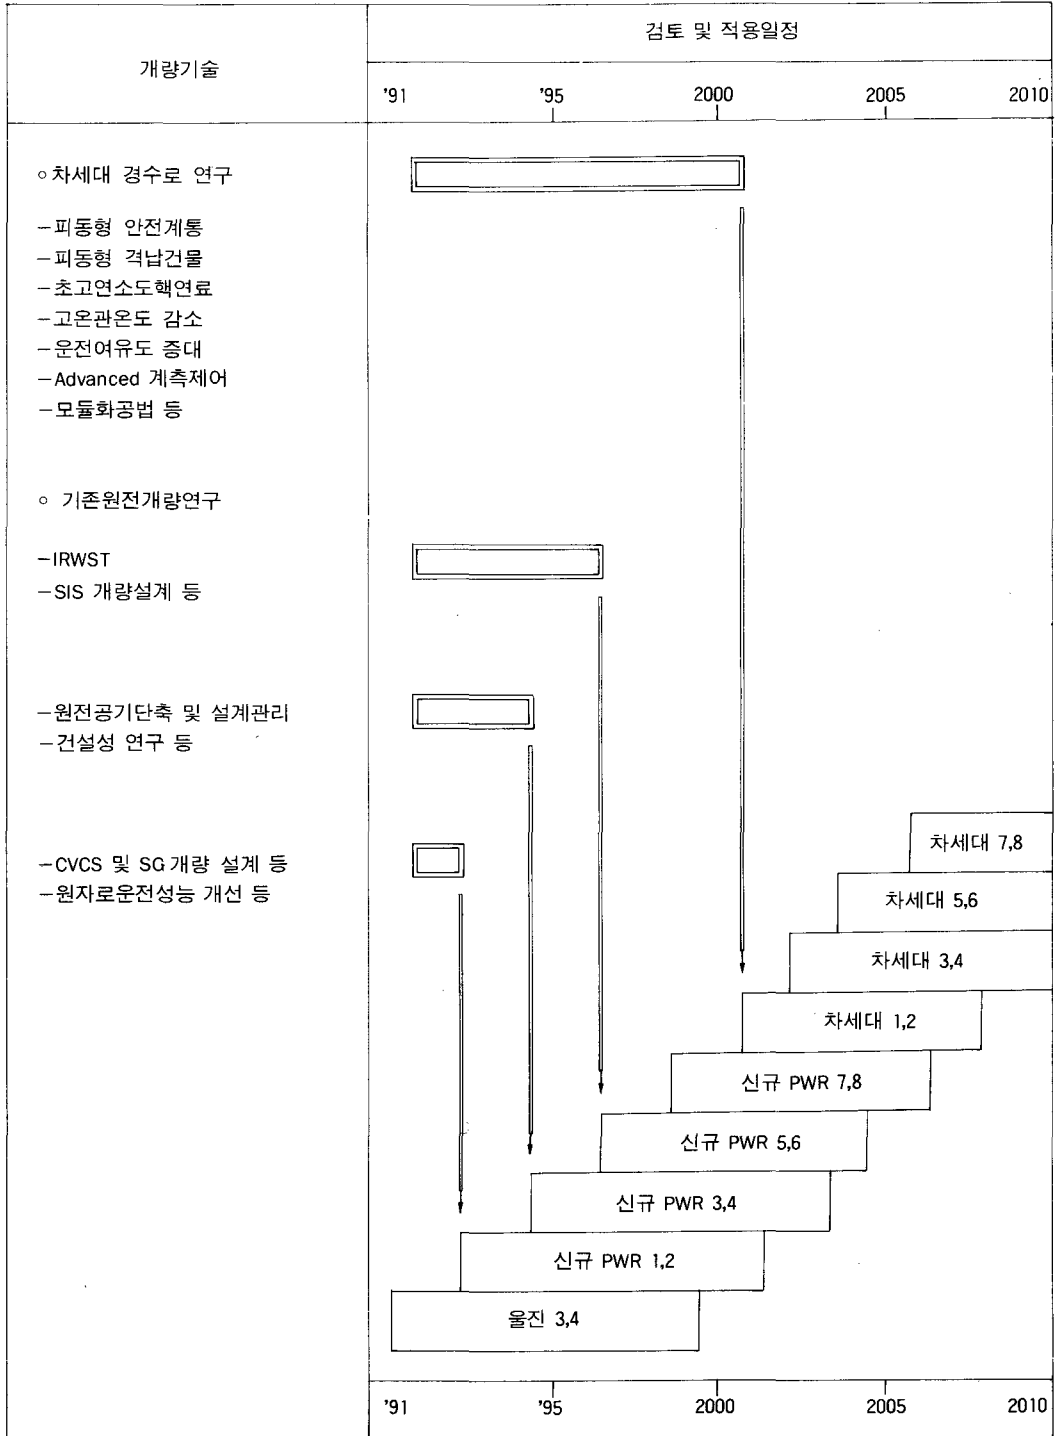 검토 및 적용일정
개량기술
'91 '95 2000 2005 2010
○차세대 경수로 연구
-피동형 안전계통
-피동형 격납건물
-초고연소도핵연료
-고온관온도 감소
-운전여유도 증대
-Advanced 계측제어
-모듈화공법 등
○ 기존원전개량연구
-IRWST
-SIS 개량설계 등
-원전공기단축 및 설계관리
-건설성 연구 등
-CVCS 및 SG 개량 설계 등
-원자로운전성능 개선 등
차세대 7,8
차세대 5,6
차세대 3,4
차세대 1,2
신규 PWR 7,8
신규 PWR 5,6
신규 PWR 3,4
신규 PWR 1,2
울진 3,4
'91 '95 2000 2005 2010